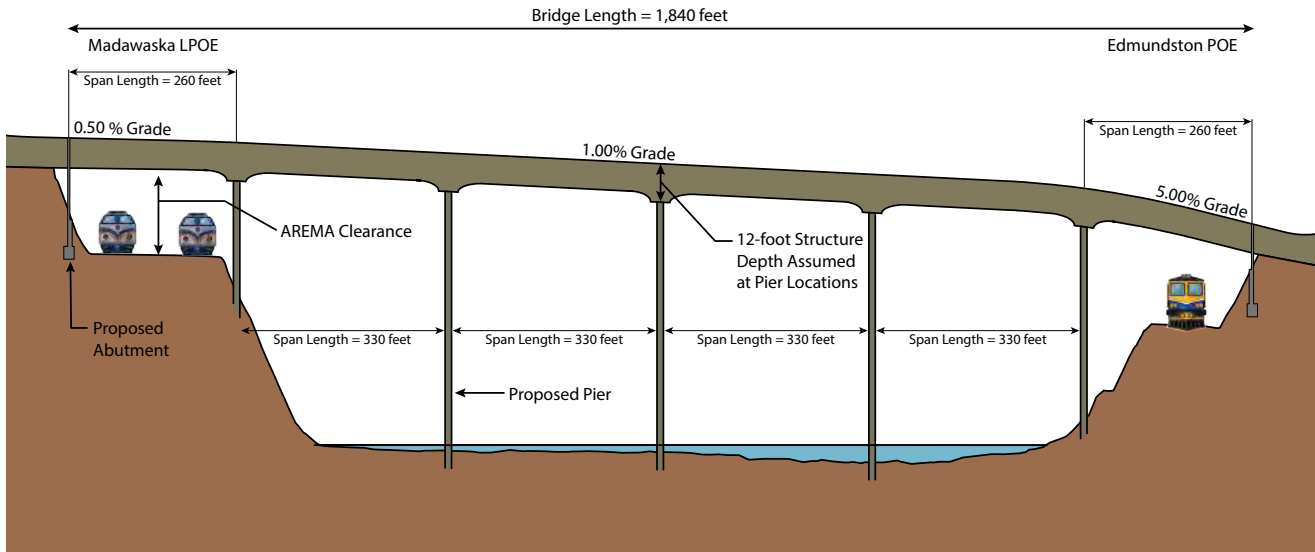 Bridge Length = 1,840 feet
Madawaska LPOE
Edmundston POE
Span Length = 260 feet
Span Length = 260 feet
0.50 % Grade
1.00% Grade
5.00% Grade
AREMA Clearance
12-foot Structure
Depth Assumed
at Pier Locations
Proposed
Abutment
Span Length = 330 feet
Span Length = 330 feet
Span Length = 330 feet
Span Length = 330 feet
Proposed Pier